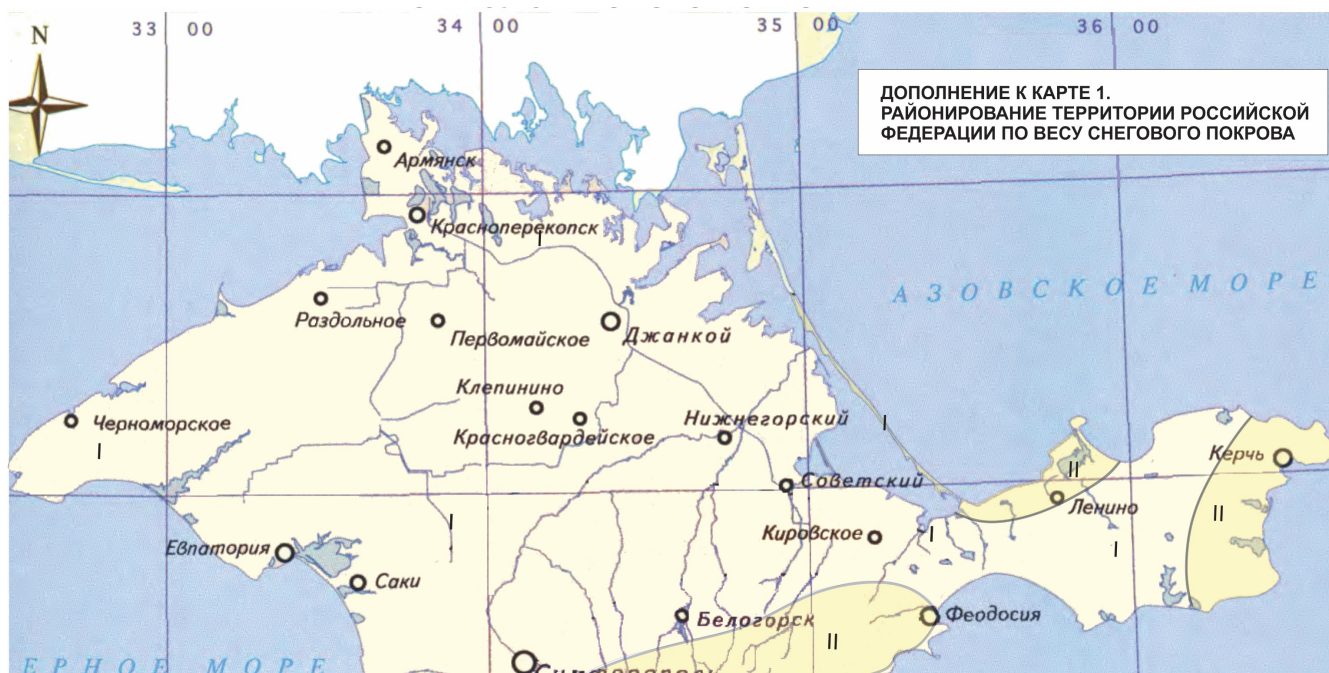 33 00
34 00
35 00
36 00
N
ДОПОЛНЕНИЕ К КАРТЕ 1.
РАЙОНИРОВАНИЕ ТЕРРИТОРИИ РОССИЙСКОЙ
ФЕДЕРАЦИИ ПО ВЕСУ СНЕГОВОГО ПОКРОВА
Армянск
Красноперекопск
I
АЗОВСКОЕ МОРЕ
Раздольное
Первомайское
Джанкой
Клепинино
Черноморское
Красногвардейское
Нижнегорский
I
I
Керчь
II
Советский
Ленино
II
I
Кировское
I
I
Евпатория
Саки
Белогорск
Феодосия
II
ЕРНОЕ МОРЕ